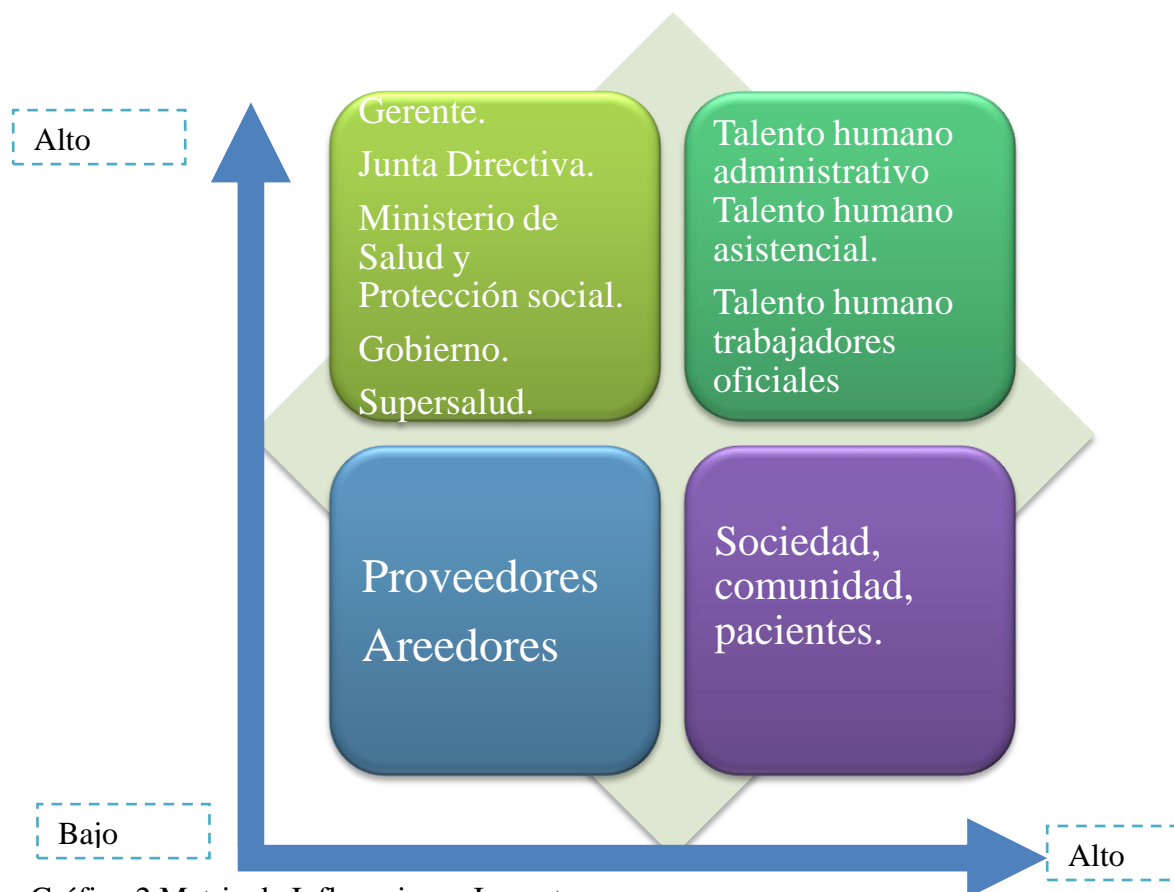 Alto
Gerente.
Junta Directiva.
Ministerio de
Salud y
Protección social.
Gobierno.
Supersalud.
Talento humano
administrativo
Talento humano
asistencial.
Talento humano
trabajadores
oficiales
Proveedores
Areedores
Sociedad,
comunidad,
pacientes.
Bajo
Alto